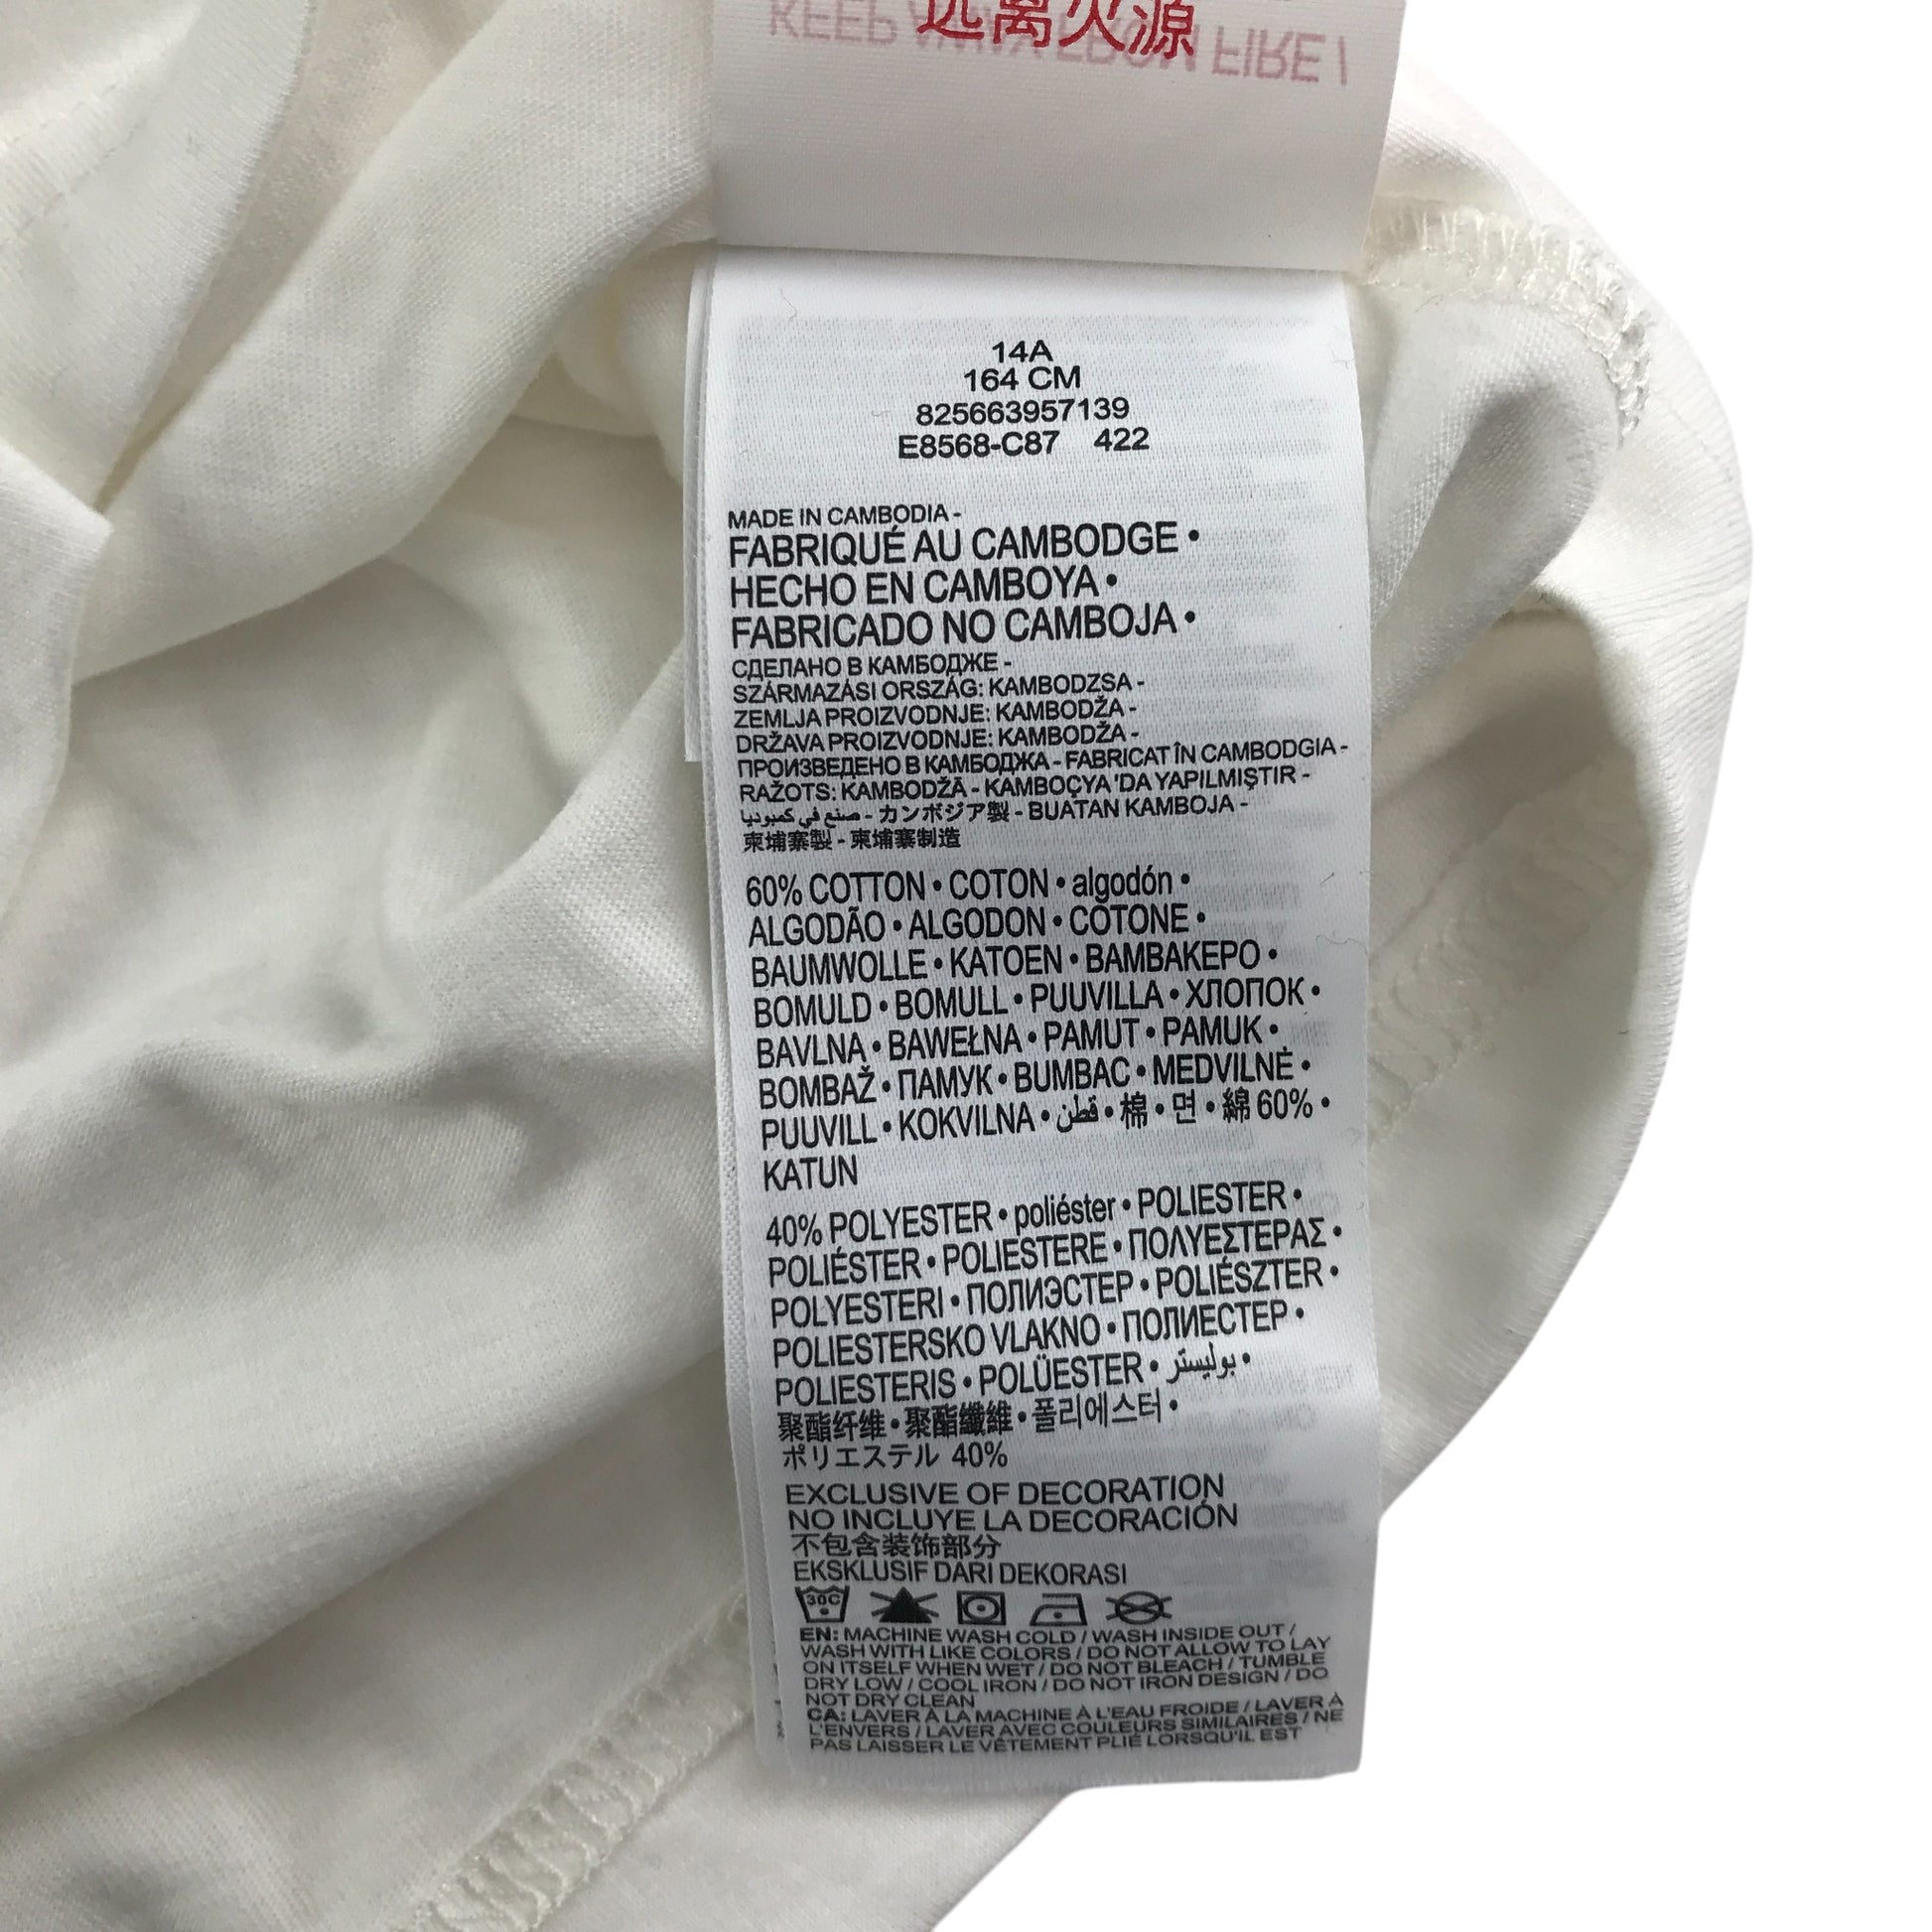 远离火源
KEEP AWAY FROM FIRE !
14A
164 CM
825663957139
E8568-C87 422
MADE IN CAMBODIA -
FABRIQUÉ AU CAMBODGE •
HECHO EN CAMBOYA •
FABRICADO NO CAMBOJA •
СДЕЛАНО В КАМБОДЖЕ -
SZÁRMAZÁSI ORSZÁG: KAMBODZSA -
ZEMLJA PROIZVODNJE: KAMBODŽA -
DRŽAVA PROIZVODNJE: KAMBODŽA -
ПРОИЗВЕДЕНО В КАМБОДЖА - FABRICAT ÎN CAMBODGIA -
RAŽOTS: KAMBODŽĀ - KAMBOÇYA 'DA YAPILMIŞTIR -
صنع في كمبوديا - カンボジア製 - BUATAN KAMBOJA -
柬埔寨製 - 柬埔寨制造
60% COTTON • COTON • algodón •
ALGODÃO • ALGODON • COTONE •
BAUMWOLLE • KATOEN • ΒΑΜΒΑΚΕΡΟ •
BOMULD • BOMULL • PUUVILLA • ХЛОПОК •
BAVLNA • BAWEŁNA • PAMUT • PAMUK •
BOMBAŽ • ПАМУК • BUMBAC • MEDVILNĖ •
PUUVILL • KOKVILNA • قطن • 棉 • 면 • 綿 60% •
KATUN
40% POLYESTER • poliéster • POLIESTER •
POLIÉSTER • POLIESTERE • ΠΟΛΥΕΣΤΕΡΑΣ •
POLYESTERI • ПОЛИЭСТЕР • POLIÉSZTER •
POLIESTERSKO VLAKNO • ПОЛИЕСТЕР •
POLIESTERIS • POLÜESTER • بوليستر •
聚酯纤维 • 聚酯纖維 • 폴리에스터 •
ポリエステル 40%
EXCLUSIVE OF DECORATION
NO INCLUYE LA DECORACIÓN
不包含装饰部分
EKSKLUSIF DARI DEKORASI
30C
EN: MACHINE WASH COLD / WASH INSIDE OUT /
WASH WITH LIKE COLORS / DO NOT ALLOW TO LAY
ON ITSELF WHEN WET / DO NOT BLEACH / TUMBLE
DRY LOW / COOL IRON / DO NOT IRON DESIGN / DO
NOT DRY CLEAN
CA: LAVER À LA MACHINE À L'EAU FROIDE / LAVER À
L'ENVERS / LAVER AVEC COULEURS SIMILAIRES / NE
PAS LAISSER LE VÊTEMENT PLIÉ LORSQU'IL EST